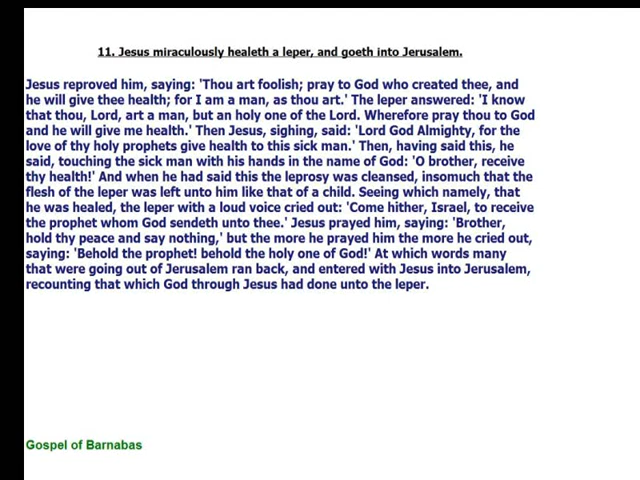 11. Jesus miraculously healeth a leper, and goeth into Jerusalem.
Jesus reproved him, saying: 'Thou art foolish; pray to God who created thee, and
he will give thee health; for I am a man, as thou art.' The leper answered: 'I know
that thou, Lord, art a man, but an holy one of the Lord. Wherefore pray thou to God
and he will give me health.' Then Jesus, sighing, said: 'Lord God Almighty, for the
love of thy holy prophets give health to this sick man.' Then, having said this, he
said, touching the sick man with his hands in the name of God: 'O brother, receive
thy health!' And when he had said this the leprosy was cleansed, insomuch that the
flesh of the leper was left unto him like that of a child. Seeing which namely, that
he was healed, the leper with a loud voice cried out: 'Come hither, Israel, to receive
the prophet whom God sendeth unto thee.' Jesus prayed him, saying: 'Brother,
hold thy peace and say nothing,' but the more he prayed him the more he cried out,
saying: 'Behold the prophet! behold the holy one of God!' At which words many
that were going out of Jerusalem ran back, and entered with Jesus into Jerusalem,
recounting that which God through Jesus had done unto the leper.
Gospel of Barnabas